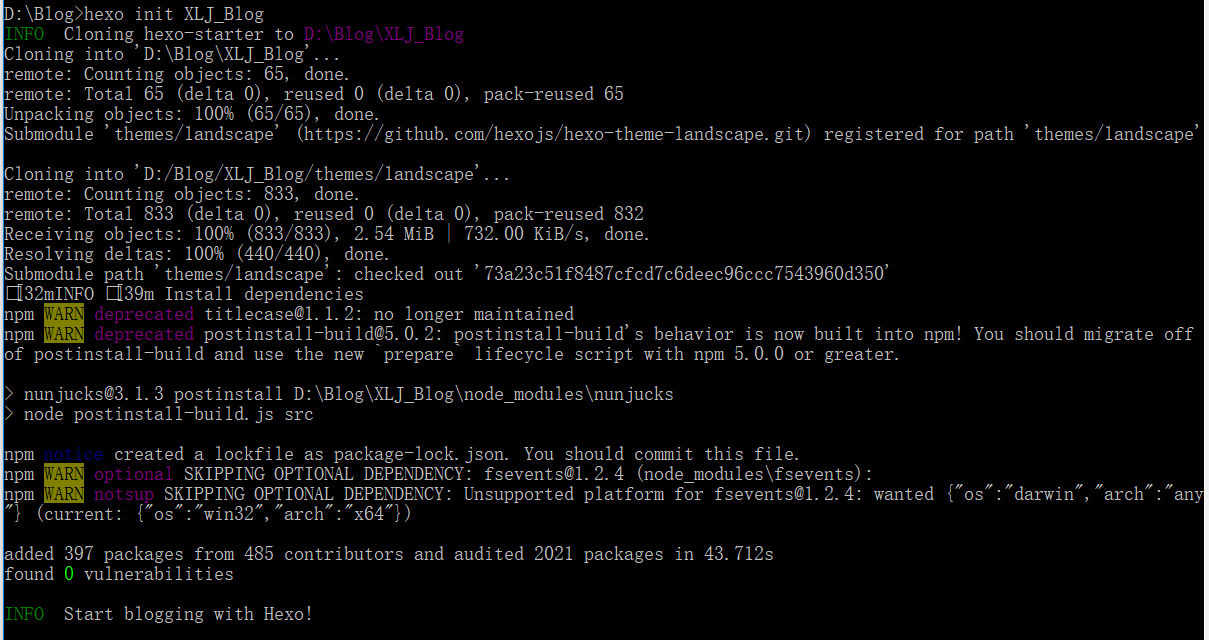 D:\Blog>hexo init XLJ_Blog
INFO  Cloning hexo-starter to D:\Blog\XLJ_Blog
Cloning into 'D:\Blog\XLJ_Blog'...
remote: Counting objects: 65, done.
remote: Total 65 (delta 0), reused 0 (delta 0), pack-reused 65
Unpacking objects: 100% (65/65), done.
Submodule 'themes/landscape' (https://github.com/hexojs/hexo-theme-landscape.git) registered for path 'themes/landscape'
Cloning into 'D:/Blog/XLJ_Blog/themes/landscape'...
remote: Counting objects: 833, done.
remote: Total 833 (delta 0), reused 0 (delta 0), pack-reused 832
Receiving objects: 100% (833/833), 2.54 MiB | 732.00 KiB/s, done.
Resolving deltas: 100% (440/440), done.
Submodule path 'themes/landscape': checked out '73a23c51f8487cfcd7c6deec96ccc7543960d350'
[32mINFO [39m Install dependencies
npm WARN deprecated titlecase@1.1.2: no longer maintained
npm WARN deprecated postinstall-build@5.0.2: postinstall-build's behavior is now built into npm! You should migrate off
of postinstall-build and use the new `prepare` lifecycle script with npm 5.0.0 or greater.
> nunjucks@3.1.3 postinstall D:\Blog\XLJ_Blog\node_modules\nunjucks
> node postinstall-build.js src
npm notice created a lockfile as package-lock.json. You should commit this file.
npm WARN optional SKIPPING OPTIONAL DEPENDENCY: fsevents@1.2.4 (node_modules\fsevents):
npm WARN notsup SKIPPING OPTIONAL DEPENDENCY: Unsupported platform for fsevents@1.2.4: wanted {"os":"darwin","arch":"any
"} (current: {"os":"win32","arch":"x64"})
added 397 packages from 485 contributors and audited 2021 packages in 43.712s
found 0 vulnerabilities
INFO  Start blogging with Hexo!